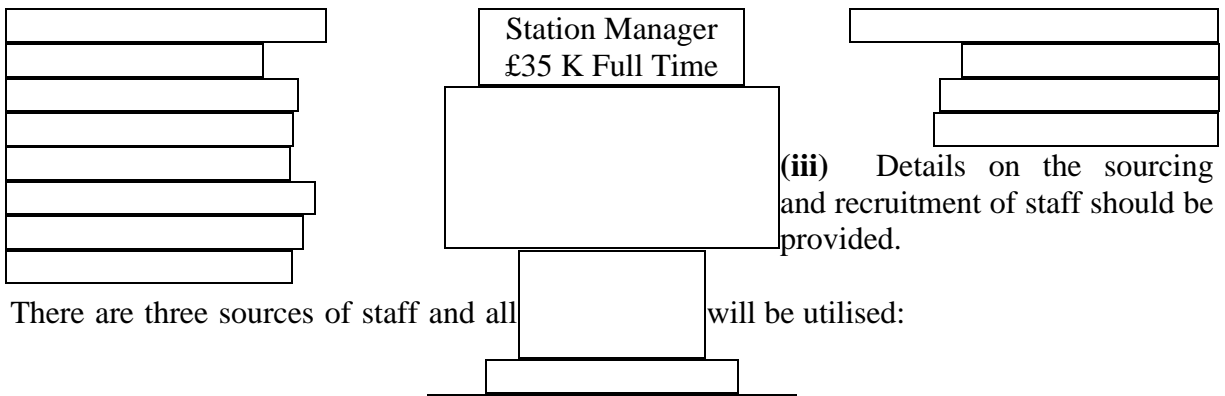 Station Manager
£35 K Full Time
(iii) Details on the sourcing
and recruitment of staff should be
provided.
There are three sources of staff and all will be utilised: